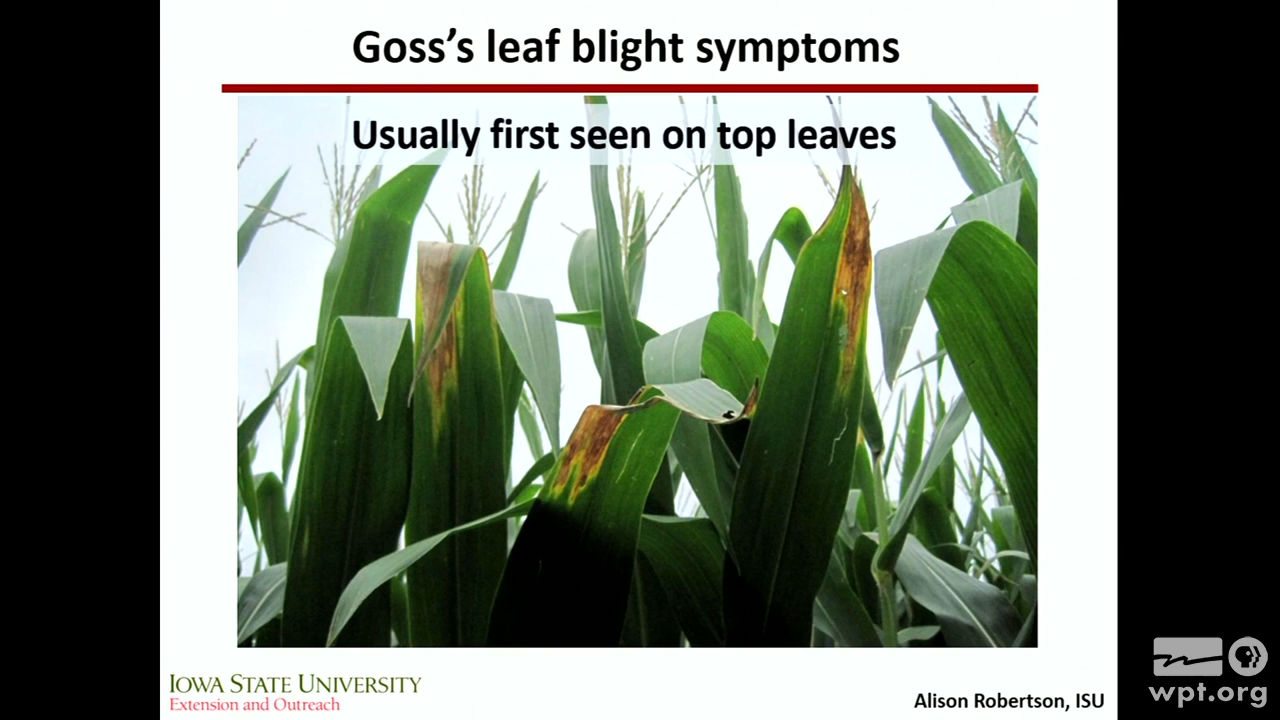 Goss’s leaf blight symptoms
Usually first seen on top leaves
IOWA STATE UNIVERSITY
Extension and Outreach
Alison Robertson, ISU
wpt.org